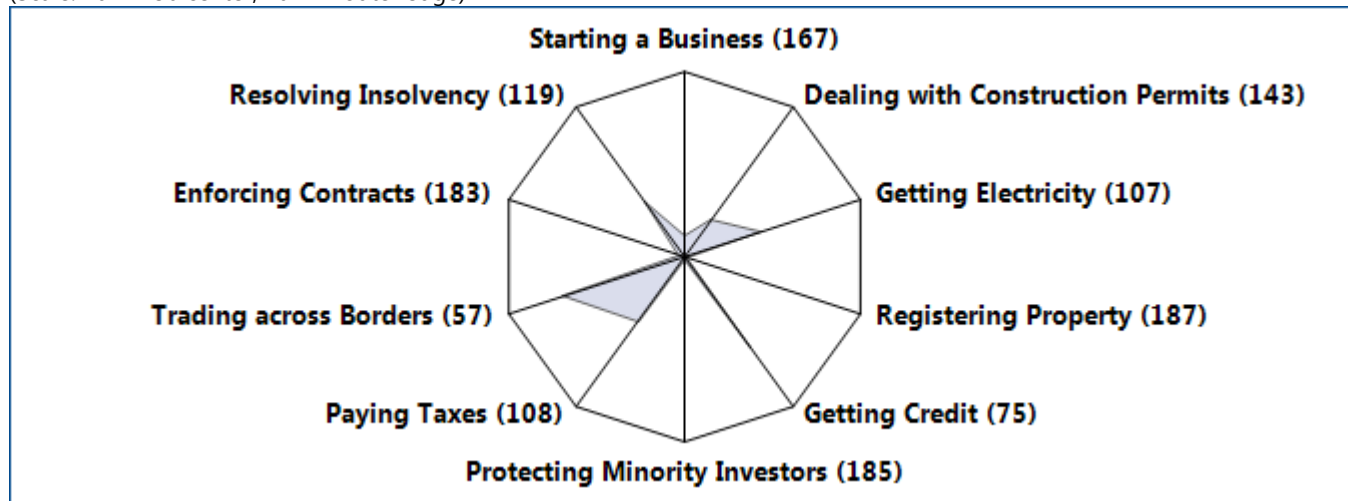 Starting a Business (167)
Resolving Insolvency (119)
Dealing with Construction Permits (143)
Enforcing Contracts (183)
Getting Electricity (107)
Trading across Borders (57)
Registering Property (187)
Paying Taxes (108)
Getting Credit (75)
Protecting Minority Investors (185)